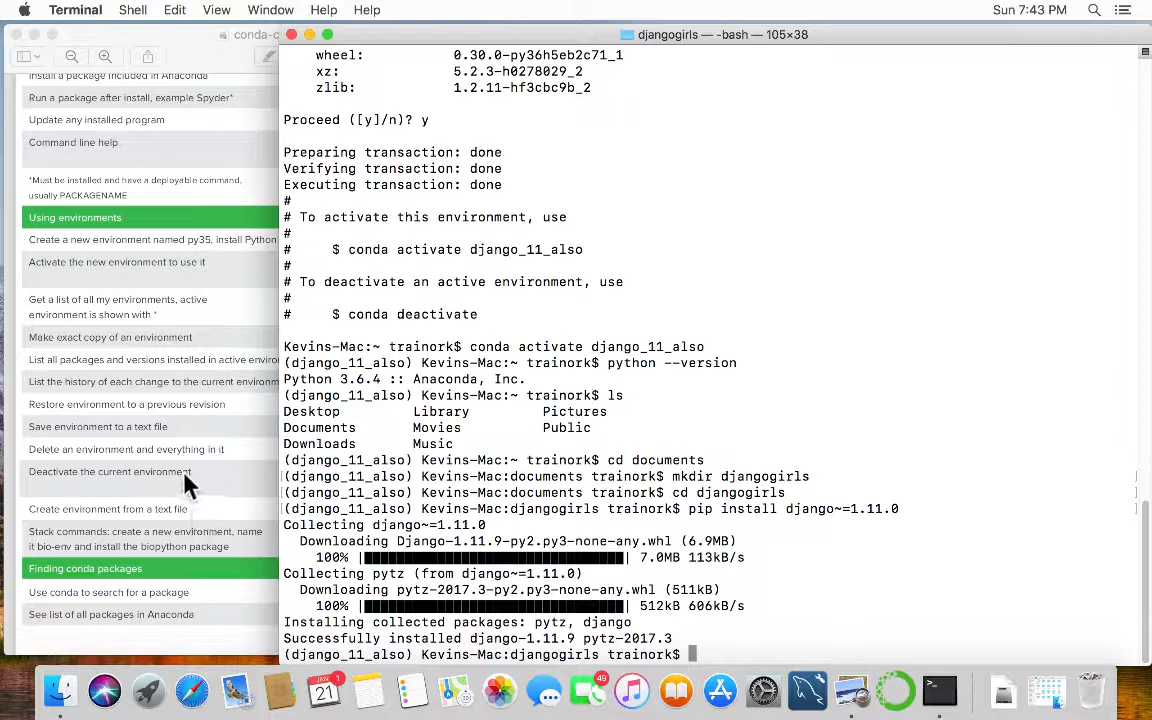 Terminal Shell Edit View Window Help Help Sun 7:43 PM
conda-c
Install a package included in Anaconda
Run a package after install, example Spyder*
Update any installed program
Command line help
*Must be installed and have a deployable command,
usually PACKAGENAME
Using environments
Create a new environment named py35, install Python
Activate the new environment to use it
Get a list of all my environments, active
environment is shown with *
Make exact copy of an environment
List all packages and versions installed in active enviro
List the history of each change to the current environm
Restore environment to a previous revision
Save environment to a text file
Delete an environment and everything in it
Deactivate the current environment
Create environment from a text file
Stack commands: create a new environment, name
it bio-env and install the biopython package
Finding conda packages
Use conda to search for a package
See list of all packages in Anaconda
djangogirls — -bash — 105×38
wheel: 0.30.0-py36h5eb2c71_1
xz: 5.2.3-h0278029_2
zlib: 1.2.11-hf3cbc9b_2
Proceed ([y]/n)? y
Preparing transaction: done
Verifying transaction: done
Executing transaction: done
#
# To activate this environment, use
#
# $ conda activate django_11_also
#
# To deactivate an active environment, use
#
# $ conda deactivate
Kevins-Mac:~ trainork$ conda activate django_11_also
(django_11_also) Kevins-Mac:~ trainork$ python --version
Python 3.6.4 :: Anaconda, Inc.
(django_11_also) Kevins-Mac:~ trainork$ ls
Desktop Library Pictures
Documents Movies Public
Downloads Music
(django_11_also) Kevins-Mac:~ trainork$ cd documents
(django_11_also) Kevins-Mac:documents trainork$ mkdir djangogirls
(django_11_also) Kevins-Mac:documents trainork$ cd djangogirls
(django_11_also) Kevins-Mac:djangogirls trainork$ pip install django~=1.11.0
Collecting django~=1.11.0
Downloading Django-1.11.9-py2.py3-none-any.whl (6.9MB)
100% |████████████████████████████████| 7.0MB 113kB/s
Collecting pytz (from django~=1.11.0)
Downloading pytz-2017.3-py2.py3-none-any.whl (511kB)
100% |████████████████████████████████| 512kB 606kB/s
Installing collected packages: pytz, django
Successfully installed django-1.11.9 pytz-2017.3
(django_11_also) Kevins-Mac:djangogirls trainork$
JAN 1
21
49